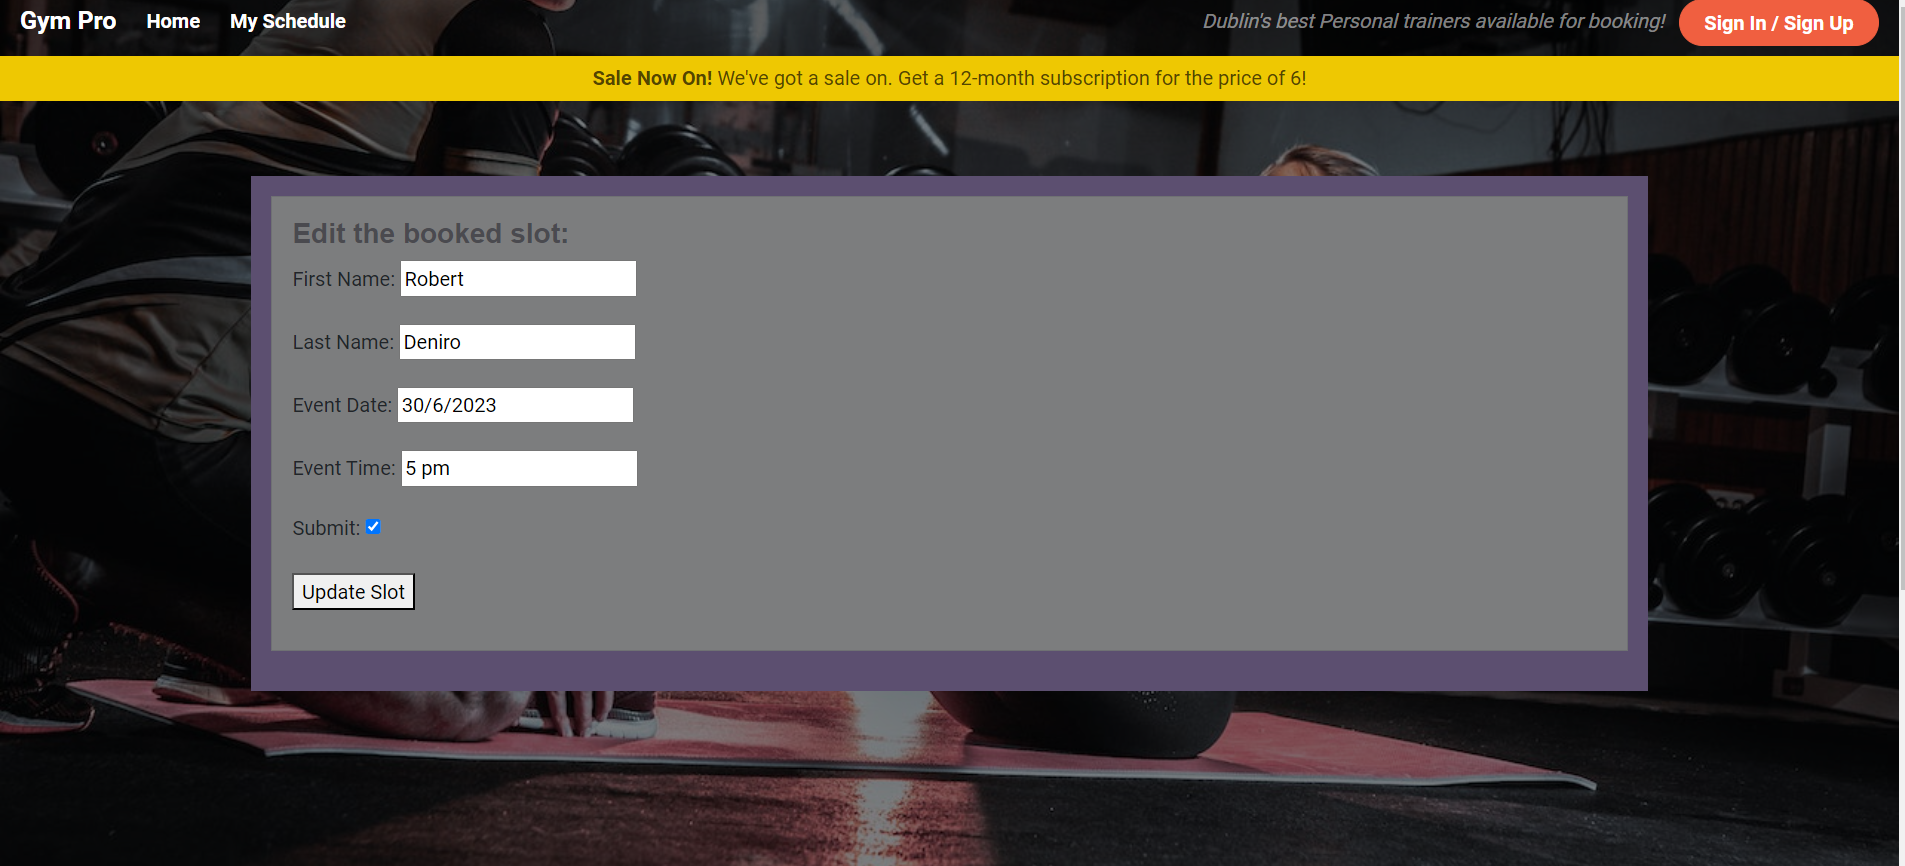 Gym Pro Home My Schedule Dublin's best Personal trainers available for booking! Sign In / Sign Up
Sale Now On! We've got a sale on. Get a 12-month subscription for the price of 6!
Edit the booked slot:
First Name: Robert
Last Name: Deniro
Event Date: 30/6/2023
Event Time: 5 pm
Submit:
Update Slot